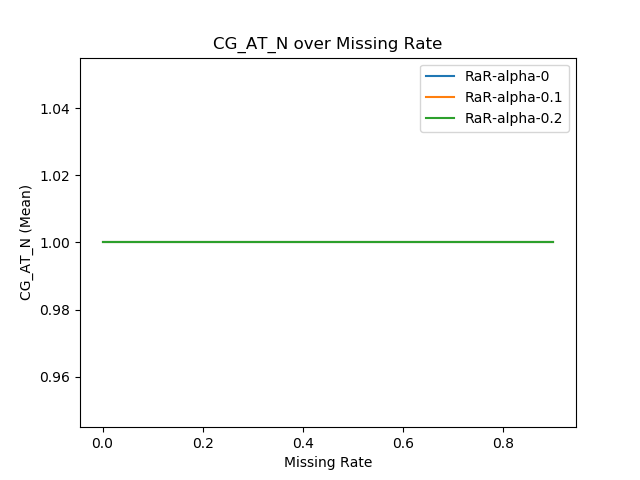 CG_AT_N over Missing Rate
RaR-alpha-0
RaR-alpha-0.1
RaR-alpha-0.2
CG_AT_N (Mean)
1.04
1.02
1.00
0.98
0.96
0.0 0.2 0.4 0.6 0.8
Missing Rate